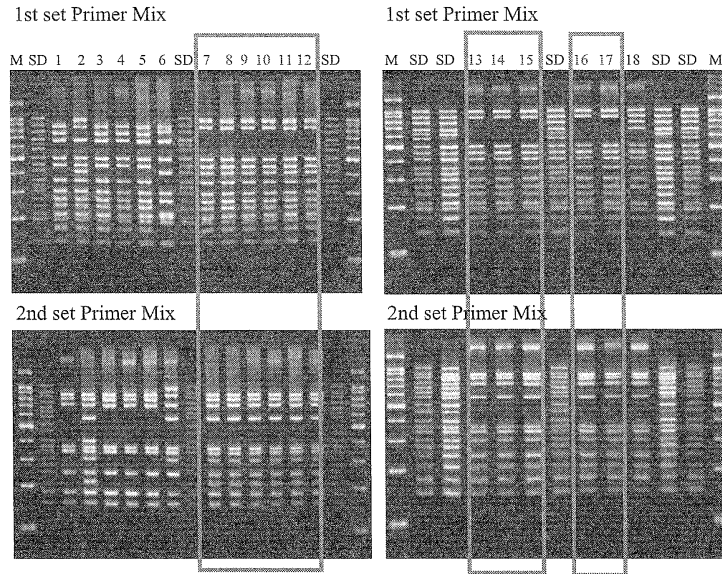 1st set Primer Mix
M SD 1 2 3 4 5 6 SD 7 8 9 10 11 12 SD
2nd set Primer Mix
1st set Primer Mix
M SD SD 13 14 15 SD 16 17 18 SD SD M
2nd set Primer Mix